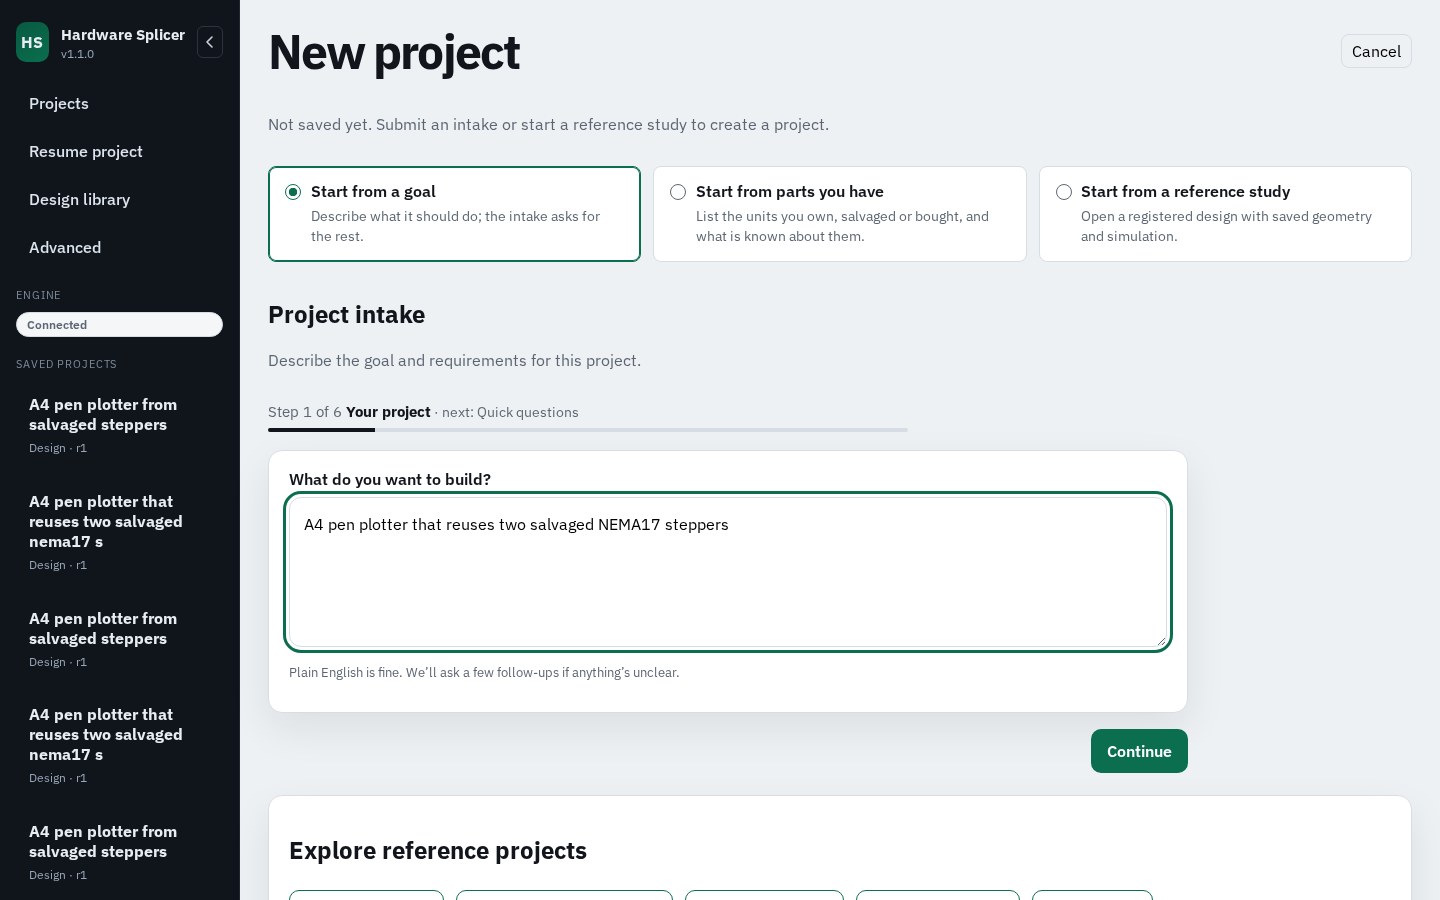 HS
Hardware Splicer
v1.1.0
Projects
Resume project
Design library
Advanced
ENGINE
Connected
SAVED PROJECTS
A4 pen plotter from
salvaged steppers
Design · r1
A4 pen plotter that
reuses two salvaged
nema17 s
Design · r1
A4 pen plotter from
salvaged steppers
Design · r1
A4 pen plotter that
reuses two salvaged
nema17 s
Design · r1
A4 pen plotter from
salvaged steppers
Design · r1
New project
Cancel
Not saved yet. Submit an intake or start a reference study to create a project.
Start from a goal
Describe what it should do; the intake asks for
the rest.
Start from parts you have
List the units you own, salvaged or bought, and
what is known about them.
Start from a reference study
Open a registered design with saved geometry
and simulation.
Project intake
Describe the goal and requirements for this project.
Step 1 of 6 Your project · next: Quick questions
What do you want to build?
A4 pen plotter that reuses two salvaged NEMA17 steppers
Plain English is fine. We’ll ask a few follow-ups if anything’s unclear.
Continue
Explore reference projects